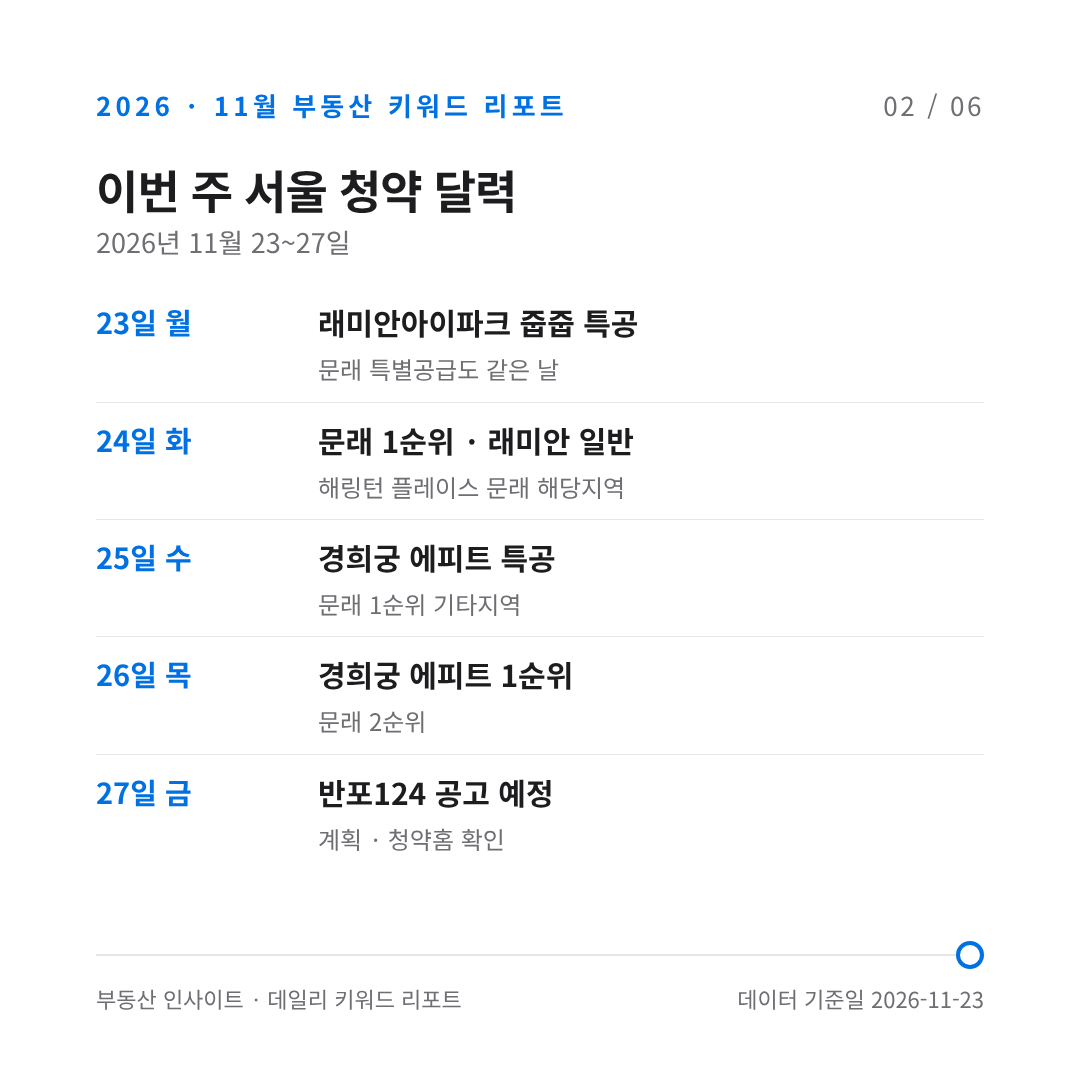 2026 · 11월 부동산 키워드 리포트
02 / 06
이번 주 서울 청약 달력
2026년 11월 23~27일
23일 월
래미안아이파크 줍줍 특공
문래 특별공급도 같은 날
24일 화
문래 1순위 · 래미안 일반
해링턴 플레이스 문래 해당지역
25일 수
경희궁 에피트 특공
문래 1순위 기타지역
26일 목
경희궁 에피트 1순위
문래 2순위
27일 금
반포124 공고 예정
계획 · 청약홈 확인
부동산 인사이트 · 데일리 키워드 리포트
데이터 기준일 2026-11-23